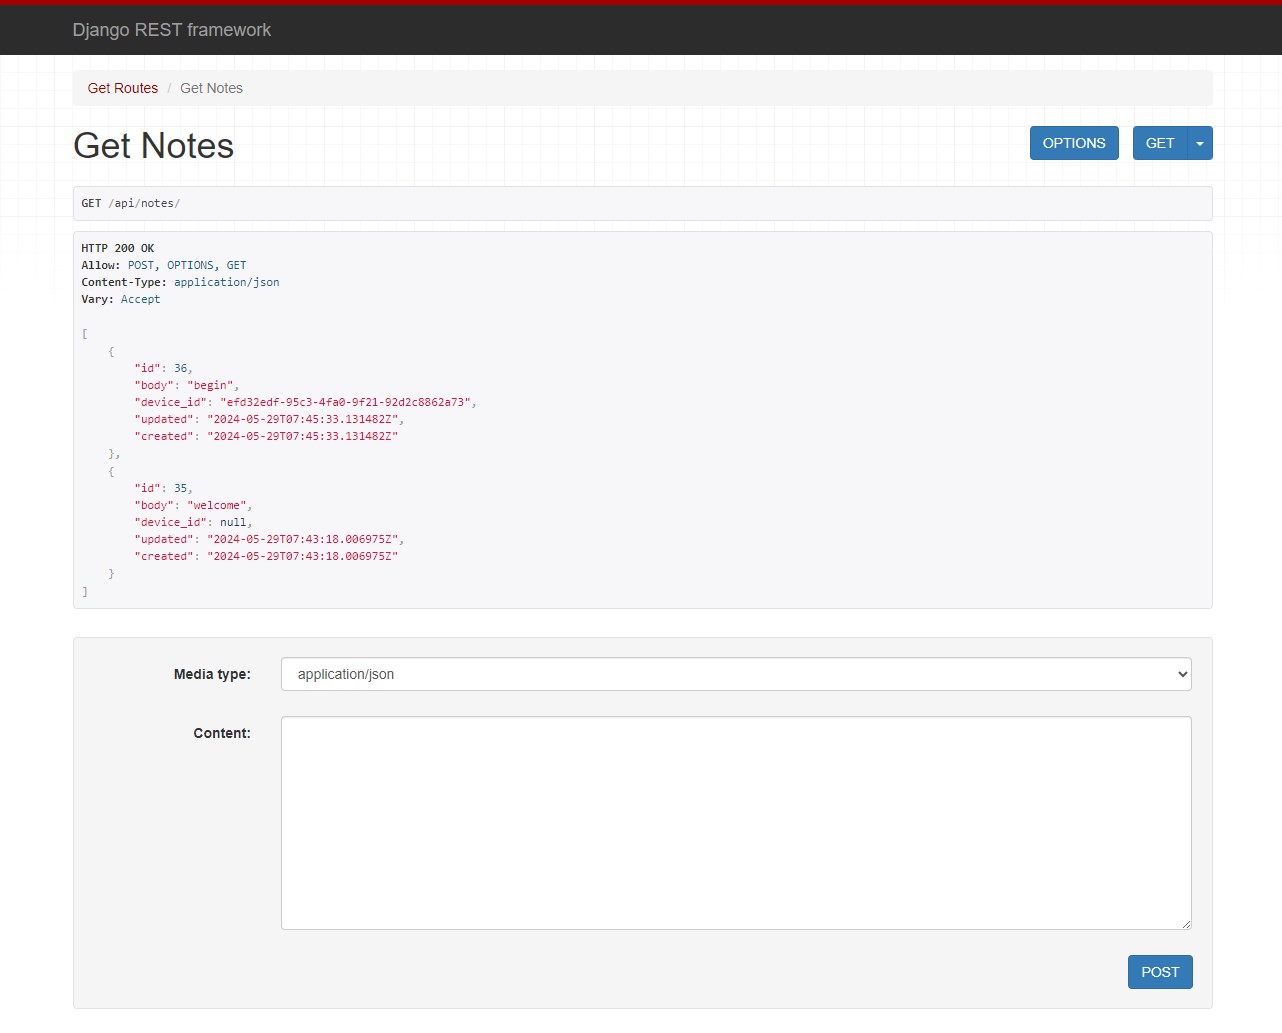 Django REST framework
Get Routes / Get Notes
Get Notes
OPTIONS GET
GET /api/notes/
HTTP 200 OK
Allow: POST, OPTIONS, GET
Content-Type: application/json
Vary: Accept
[
    {
        "id": 36,
        "body": "begin",
        "device_id": "efd32edf-95c3-4fa0-9f21-92d2c8862a73",
        "updated": "2024-05-29T07:45:33.131482Z",
        "created": "2024-05-29T07:45:33.131482Z"
    },
    {
        "id": 35,
        "body": "welcome",
        "device_id": null,
        "updated": "2024-05-29T07:43:18.006975Z",
        "created": "2024-05-29T07:43:18.006975Z"
    }
]
Media type: application/json
Content:
POST